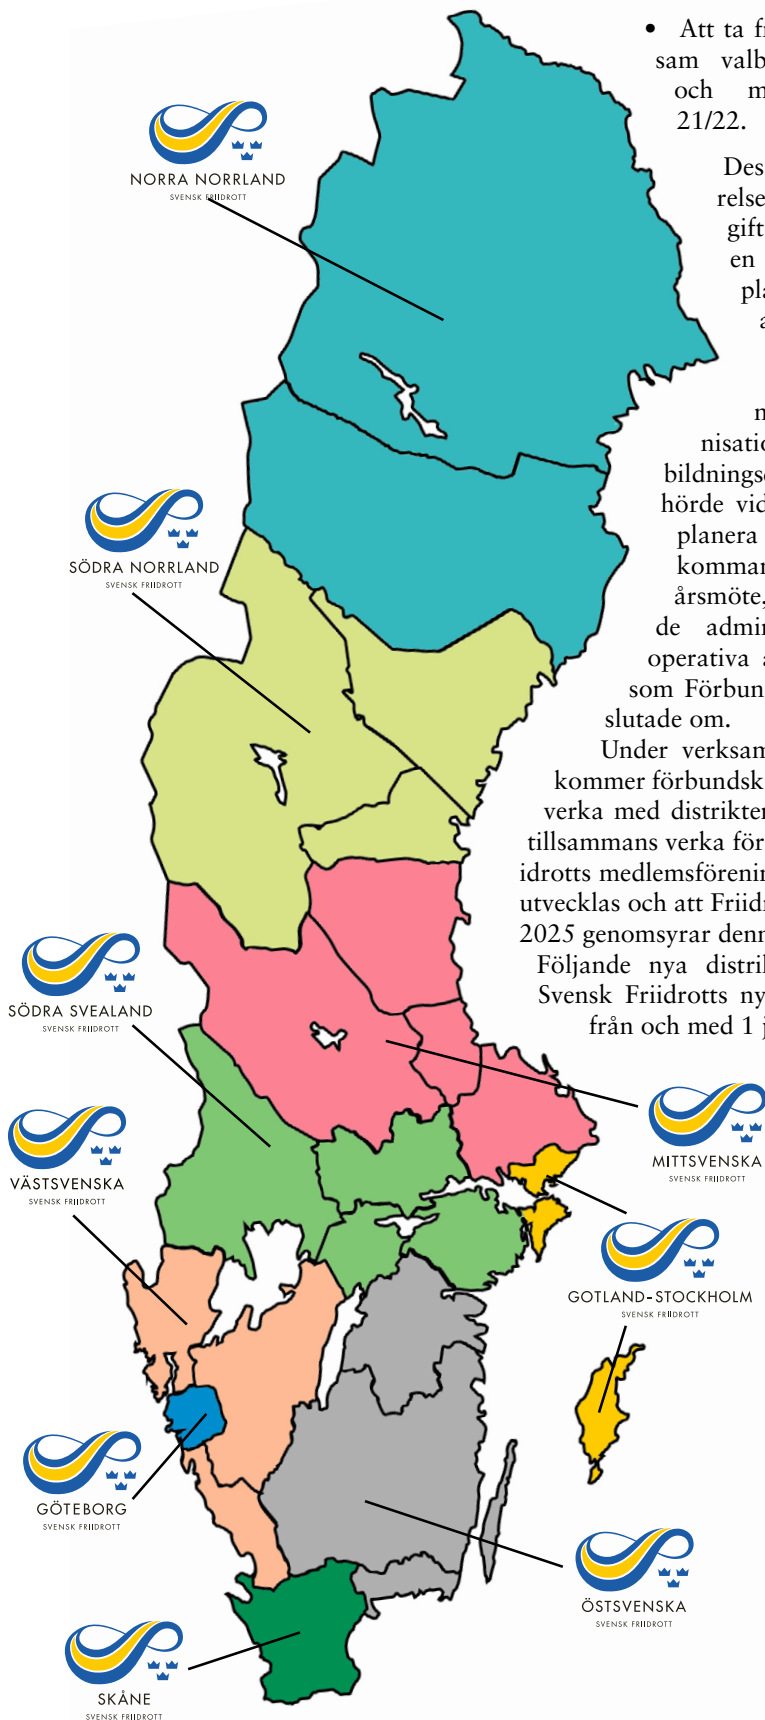 • Att ta fr
sam valb
och m
21/22.
Des
relse
gift
en
pla
a
n
nisatio
bildningso
hörde vid
planera
kommar
årsmöte,
de admin
operativa a
som Förbun
slutade om.
Under verksam
kommer förbundsk
verka med distrikten
tillsammans verka för
idrotts medlemsförenin
utvecklas och att Friidr
2025 genomsyrar denn
Följande nya distrik
Svensk Friidrotts ny
från och med 1 j
NORRA NORRLAND
SVENSK FRIIDROTT
SÖDRA NORRLAND
SVENSK FRIIDROTT
SÖDRA SVEALAND
SVENSK FRIIDROTT
MITTSVENSKA
SVENSK FRIIDROTT
VÄSTSVENSKA
SVENSK FRIIDROTT
GOTLAND-STOCKHOLM
SVENSK FRIIDROTT
GÖTEBORG
SVENSK FRIIDROTT
ÖSTSVENSKA
SVENSK FRIIDROTT
SKÅNE
SVENSK FRIIDROTT